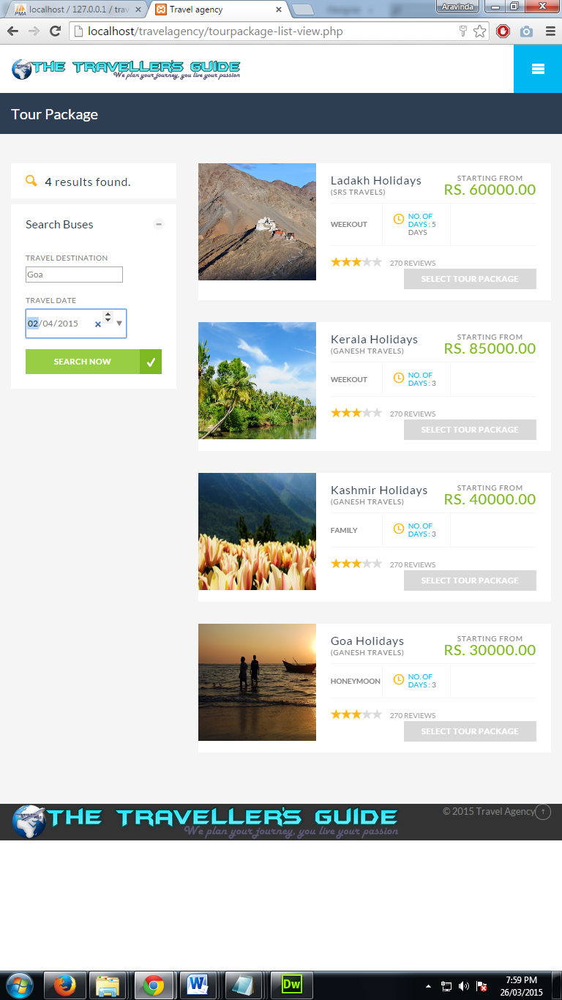 localhost / 127.0.0.1 / trav
Travel agency
Aravinda
localhost/travelagency/tourpackage-list-view.php
THE TRAVELLER'S GUIDE
We plan your journey, you live your passion
Tour Package
4 results found.
Search Buses
TRAVEL DESTINATION
Goa
TRAVEL DATE
02/04/2015
SEARCH NOW
Ladakh Holidays
(SRS TRAVELS)
STARTING FROM
RS. 60000.00
WEEKOUT
NO. OF
DAYS : 5
DAYS
270 REVIEWS
SELECT TOUR PACKAGE
Kerala Holidays
(GANESH TRAVELS)
STARTING FROM
RS. 85000.00
WEEKOUT
NO. OF
DAYS : 3
270 REVIEWS
SELECT TOUR PACKAGE
Kashmir Holidays
(GANESH TRAVELS)
STARTING FROM
RS. 40000.00
FAMILY
NO. OF
DAYS : 3
270 REVIEWS
SELECT TOUR PACKAGE
Goa Holidays
(GANESH TRAVELS)
STARTING FROM
RS. 30000.00
HONEYMOON
NO. OF
DAYS : 3
270 REVIEWS
SELECT TOUR PACKAGE
THE TRAVELLER'S GUIDE
We plan your journey, you live your passion
© 2015 Travel Agency
Dw
7:59 PM
26/03/2015